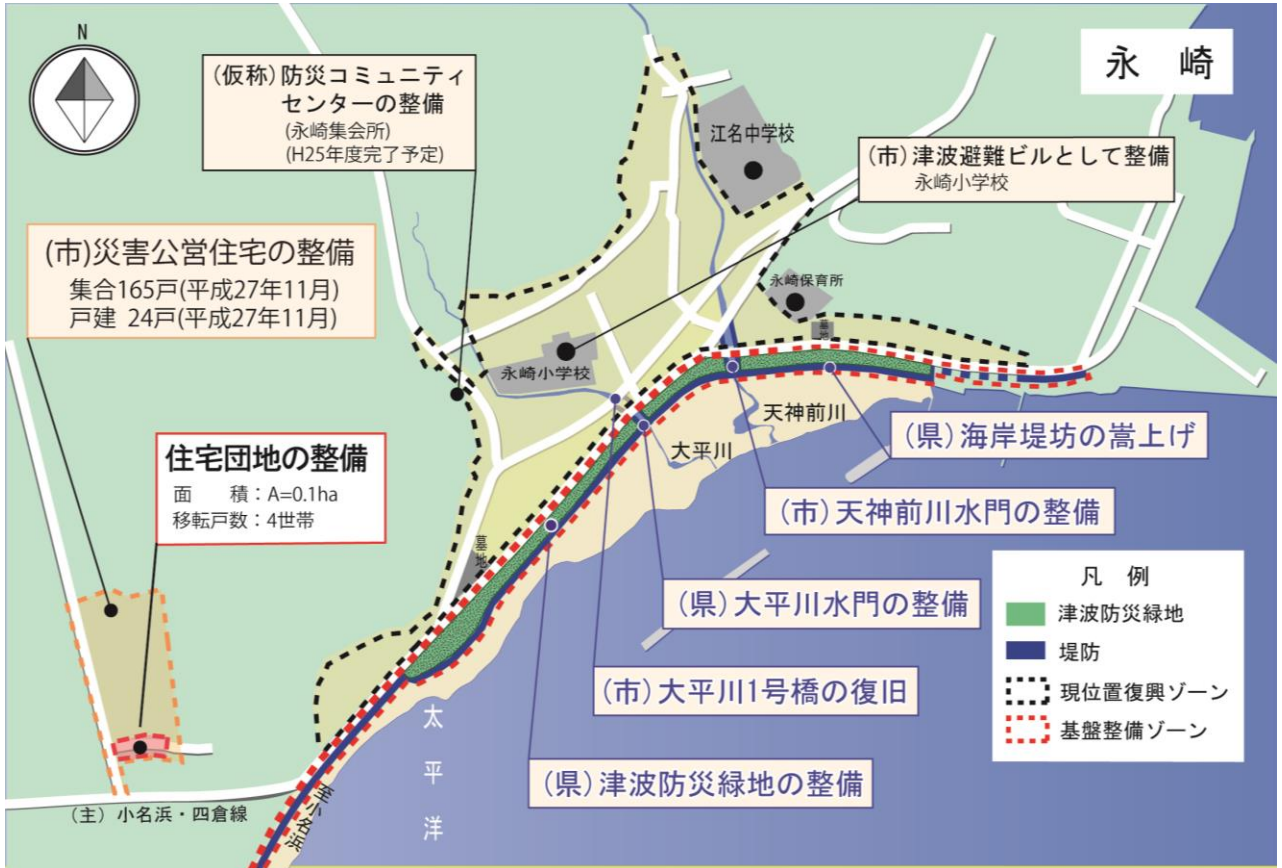 N
永 崎
(仮称)防災コミュニティ
センターの整備
(永崎集会所)
(H25年度完了予定)
江名中学校
(市)津波避難ビルとして整備
永崎小学校
(市)災害公営住宅の整備
集合165戸(平成27年11月)
戸建 24戸(平成27年11月)
永崎保育所
墓地
永崎小学校
天神前川
大平川
(県)海岸堤坊の嵩上げ
住宅団地の整備
面 積：A=0.1ha
移転戸数：4世帯
(市)天神前川水門の整備
墓地
(県)大平川水門の整備
(市)大平川1号橋の復旧
(県)津波防災緑地の整備
凡 例
津波防災緑地
堤防
現位置復興ゾーン
基盤整備ゾーン
太平洋
至小名浜
(主)小名浜・四倉線